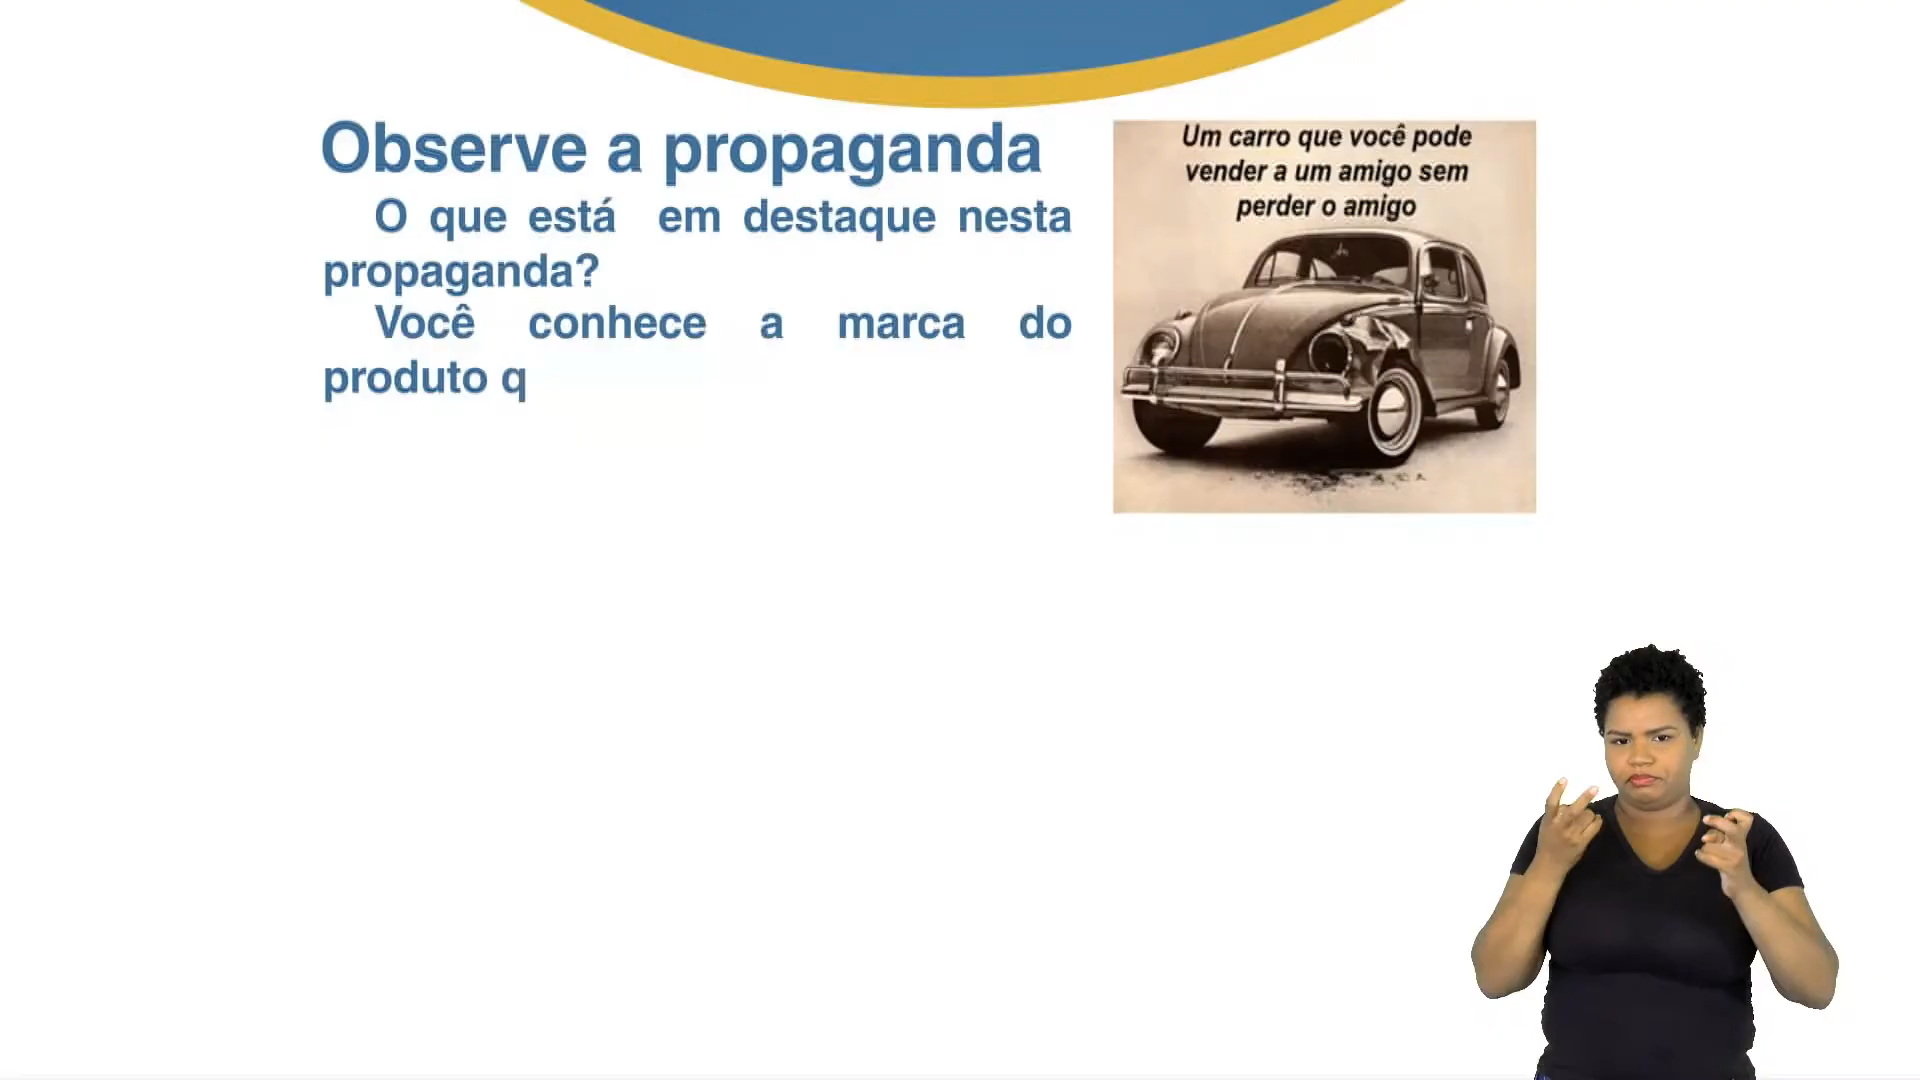 Observe a propaganda
O que está em destaque nesta
propaganda?
Você conhece a marca do
produto q
Um carro que você pode
vender a um amigo sem
perder o amigo